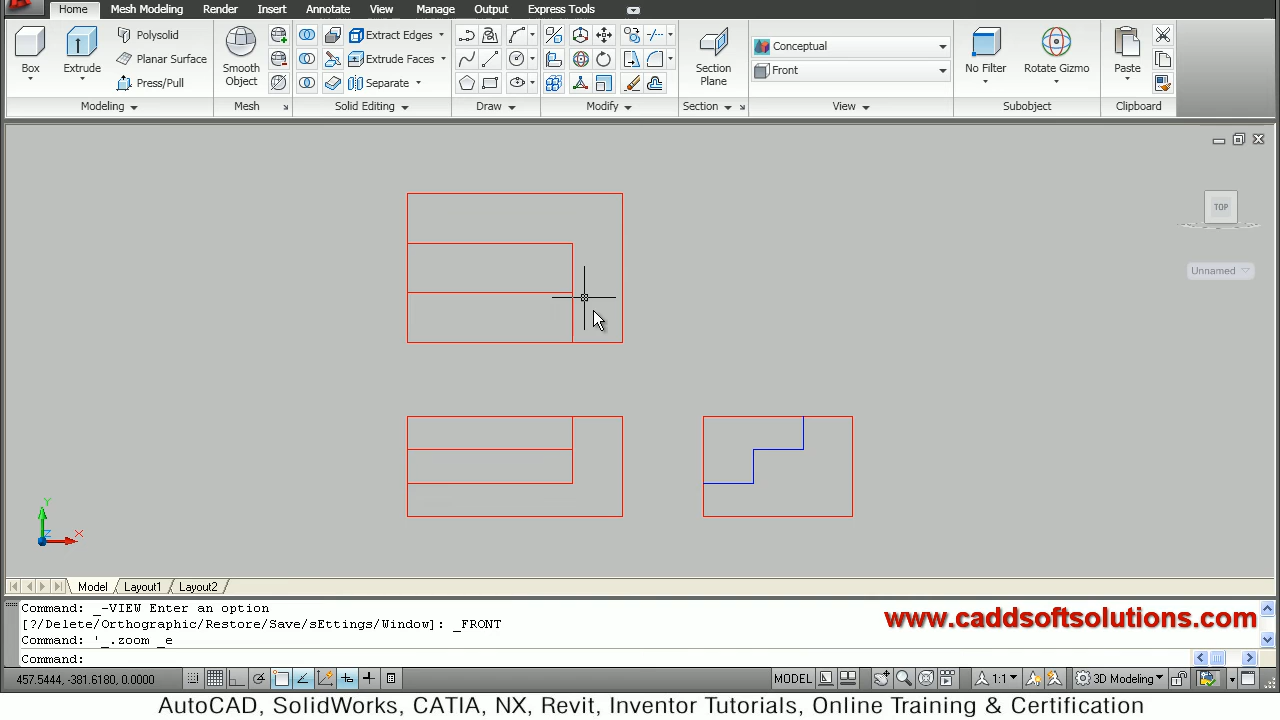 Home Mesh Modeling Render Insert Annotate View Manage Output Express Tools
Box Extrude Polysolid Planar Surface Press/Pull
Smooth Object
Extract Edges Extrude Faces Separate
Section Plane
Conceptual
Front
No Filter Rotate Gizmo Paste
Modeling Mesh Solid Editing Draw Modify Section View Subobject Clipboard
TOP
Unnamed
Y
Z X
Model Layout1 Layout2
Command: _-VIEW Enter an option
[?/Delete/Orthographic/Restore/Save/sEttings/Window]: _FRONT
Command: '_.zoom _e
Command:
www.caddsoftsolutions.com
457.5444, -381.6180, 0.0000 MODEL 1:1 3D Modeling
AutoCAD, SolidWorks, CATIA, NX, Revit, Inventor Tutorials, Online Training & Certification